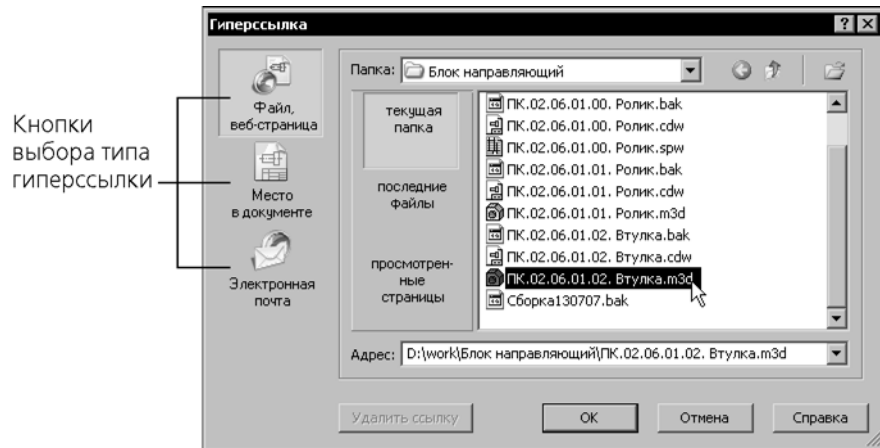 Гиперссылка
Кнопки
выбора типа
гиперссылки
Файл,
веб-страница
Место
в документе
Электронная
почта
Папка: Блок направляющий
текущая
папка
последние
файлы
просмотрен-
ные
страницы
ПК.02.06.01.00. Ролик.bak
ПК.02.06.01.00. Ролик.cdw
ПК.02.06.01.00. Ролик.spw
ПК.02.06.01.01. Ролик.bak
ПК.02.06.01.01. Ролик.cdw
ПК.02.06.01.01. Ролик.m3d
ПК.02.06.01.02. Втулка.bak
ПК.02.06.01.02. Втулка.cdw
ПК.02.06.01.02. Втулка.m3d
Сборка130707.bak
Адрес: D:\work\Блок направляющий\ПК.02.06.01.02. Втулка.m3d
Удалить ссылку ОК Отмена Справка